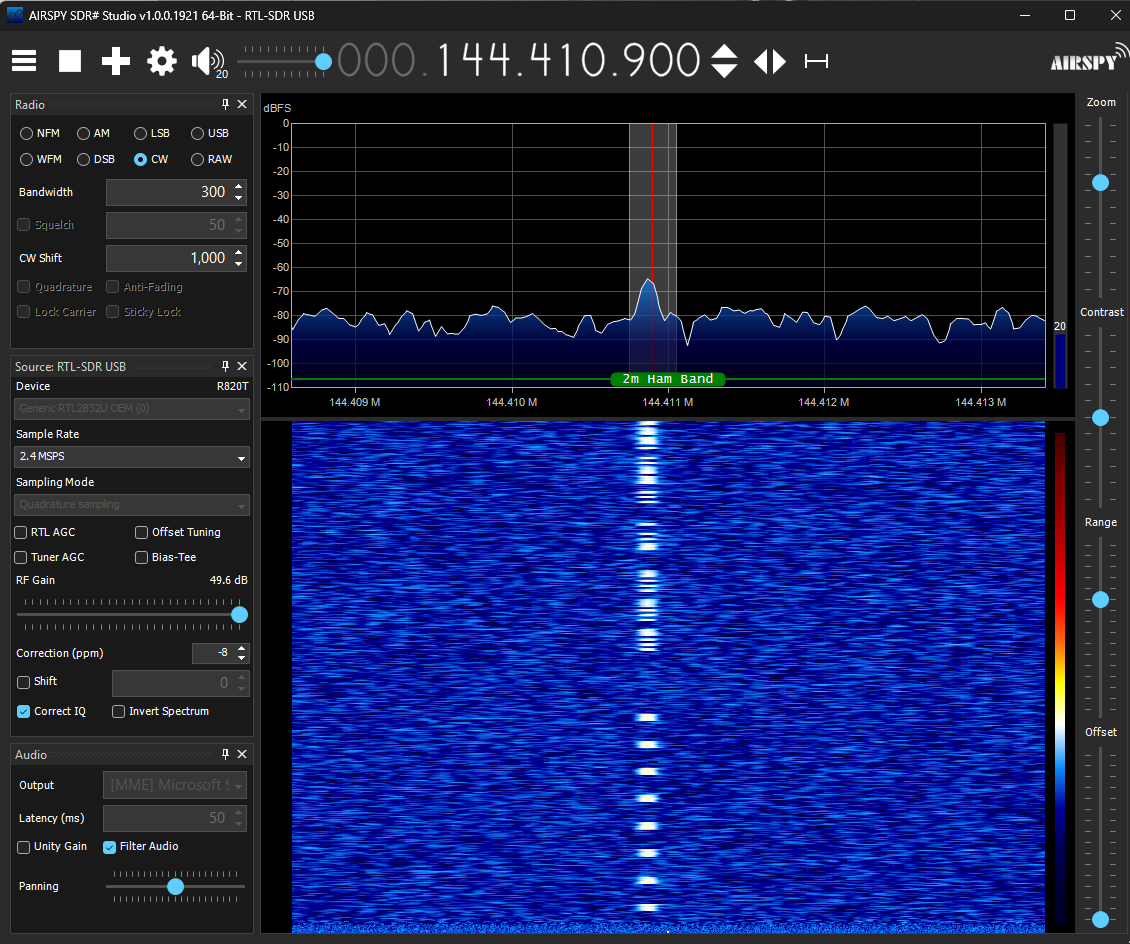 AIRSPY SDR# Studio v1.0.0.1921 64-Bit - RTL-SDR USB
20
000.144.410.900
AIRSPY
Radio
NFM AM LSB USB
WFM DSB CW RAW
Bandwidth 300
Squelch 50
CW Shift 1,000
Quadrature Anti-Fading
Lock Carrier Sticky Lock
Source: RTL-SDR USB
Device R820T
Generic RTL2832U OEM (0)
Sample Rate
2.4 MSPS
Sampling Mode
Quadrature sampling
RTL AGC Offset Tuning
Tuner AGC Bias-Tee
RF Gain 49.6 dB
Correction (ppm) -8
Shift 0
Correct IQ Invert Spectrum
Audio
Output [MME] Microsoft S
Latency (ms) 50
Unity Gain Filter Audio
Panning
dBFS
0
-10
-20
-30
-40
-50
-60
-70
-80
-90
-100
-110
2m Ham Band
144.409 M 144.410 M 144.411 M 144.412 M 144.413 M
20
Zoom
Contrast
Range
Offset